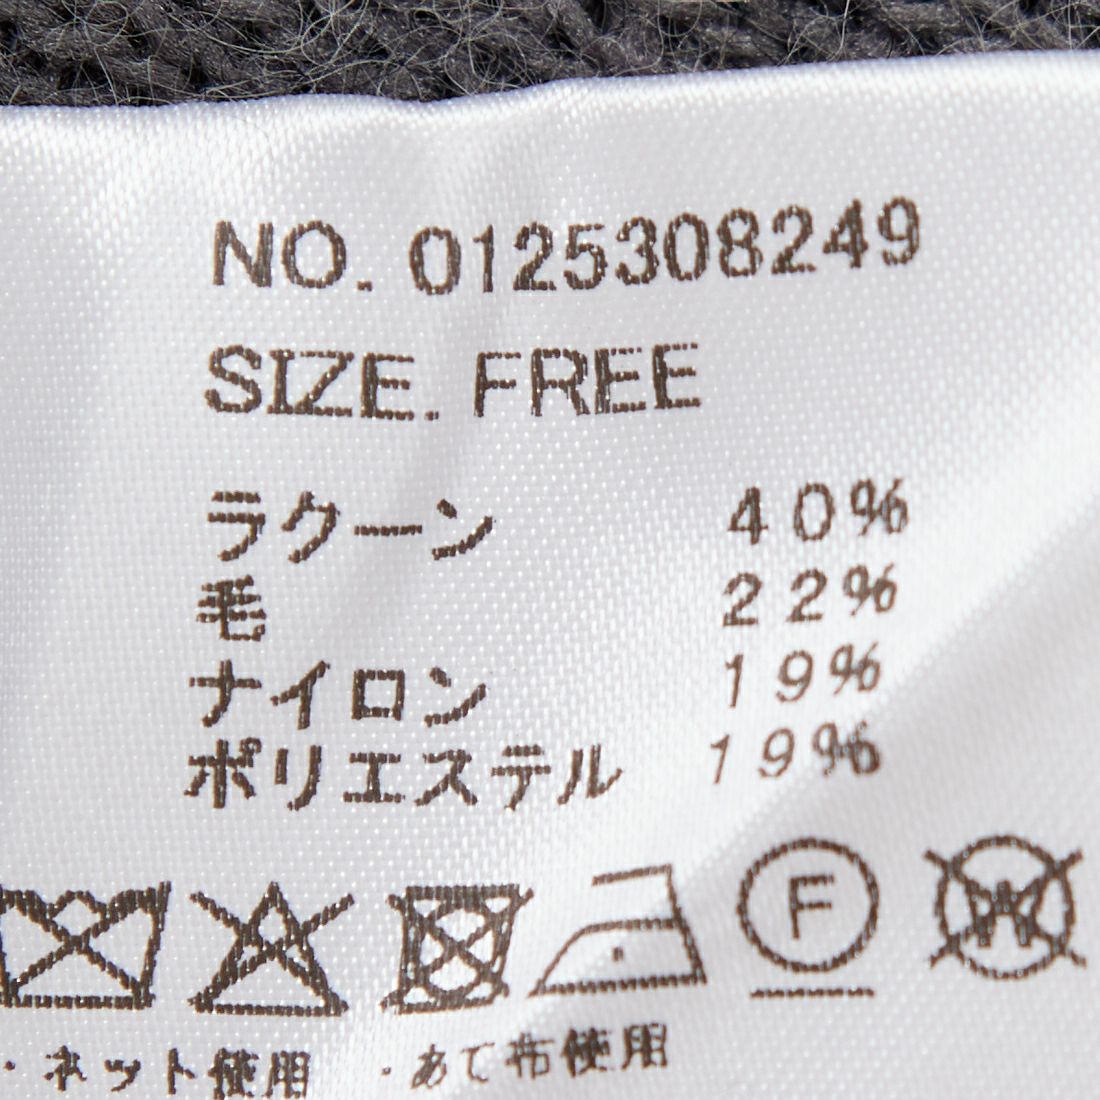 NO. 0125308249
SIZE. FREE
ラクーン 40%
毛 22%
ナイロン 19%
ポリエステル 19%
F W
・ネット使用 ・あて布使用